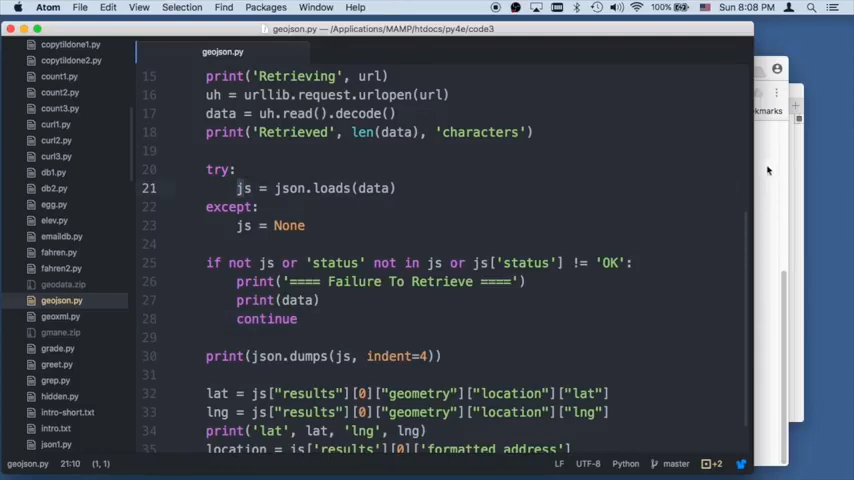 Atom File Edit View Selection Find Packages Window Help 100% Sun 8:08 PM
geojson.py — /Applications/MAMP/htdocs/py4e/code3
copytildone1.py
copytildone2.py
count1.py
count2.py
count3.py
curl1.py
curl2.py
curl3.py
db1.py
db2.py
egg.py
elev.py
emaildb.py
fahren.py
fahren2.py
geodata.zip
geojson.py
geoxml.py
gmane.zip
grade.py
greet.py
grep.py
hidden.py
intro-short.txt
intro.txt
json1.py
geojson.py
15 print('Retrieving', url)
16 uh = urllib.request.urlopen(url)
17 data = uh.read().decode()
18 print('Retrieved', len(data), 'characters')
19
20 try:
21 js = json.loads(data)
22 except:
23 js = None
24
25 if not js or 'status' not in js or js['status'] != 'OK':
26 print('==== Failure To Retrieve ====')
27 print(data)
28 continue
29
30 print(json.dumps(js, indent=4))
31
32 lat = js["results"][0]["geometry"]["location"]["lat"]
33 lng = js["results"][0]["geometry"]["location"]["lng"]
34 print('lat', lat, 'lng', lng)
35 location = js['results'][0]['formatted_address']
kmarks
geojson.py 21:10 (1, 1) LF UTF-8 Python master +2